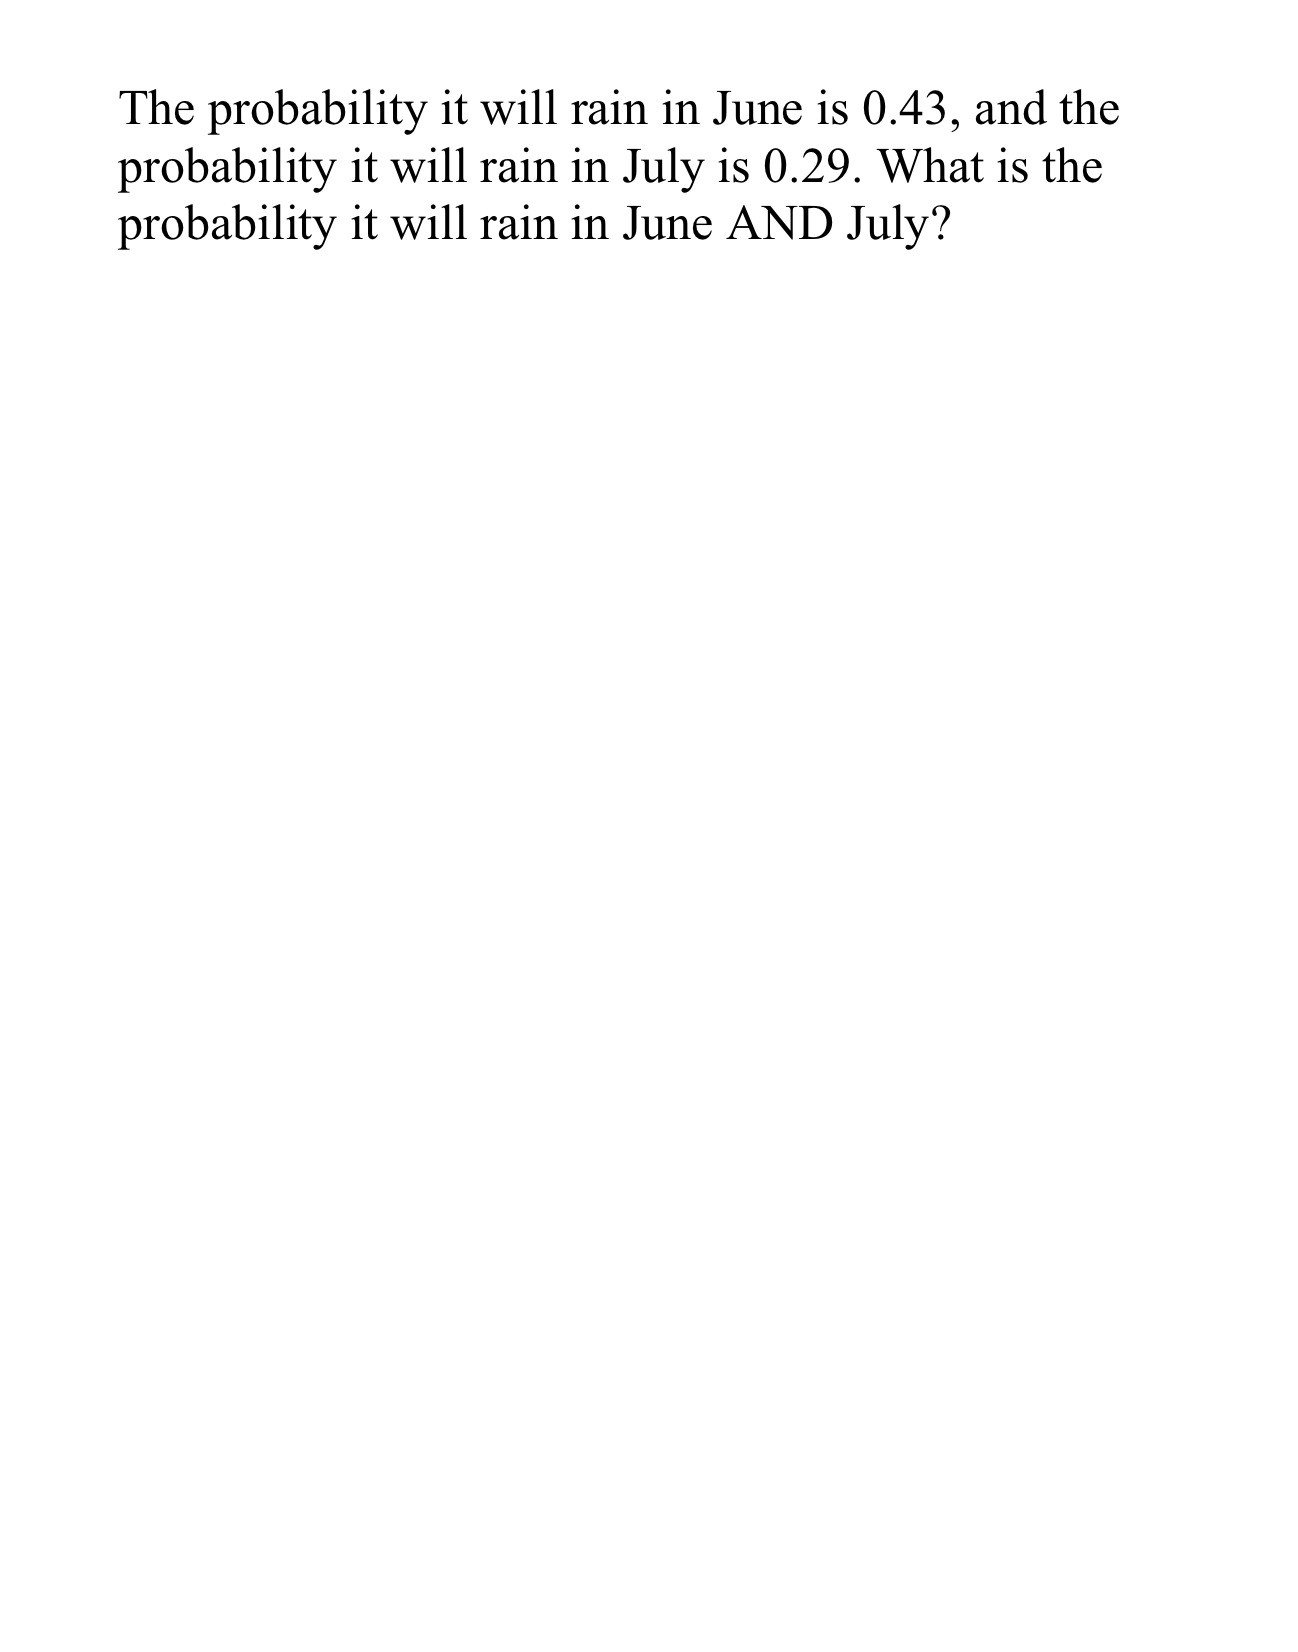 The probability it will rain in June is 0.43, and the
probability it will rain in July is 0.29. What is the
probability it will rain in June AND July?